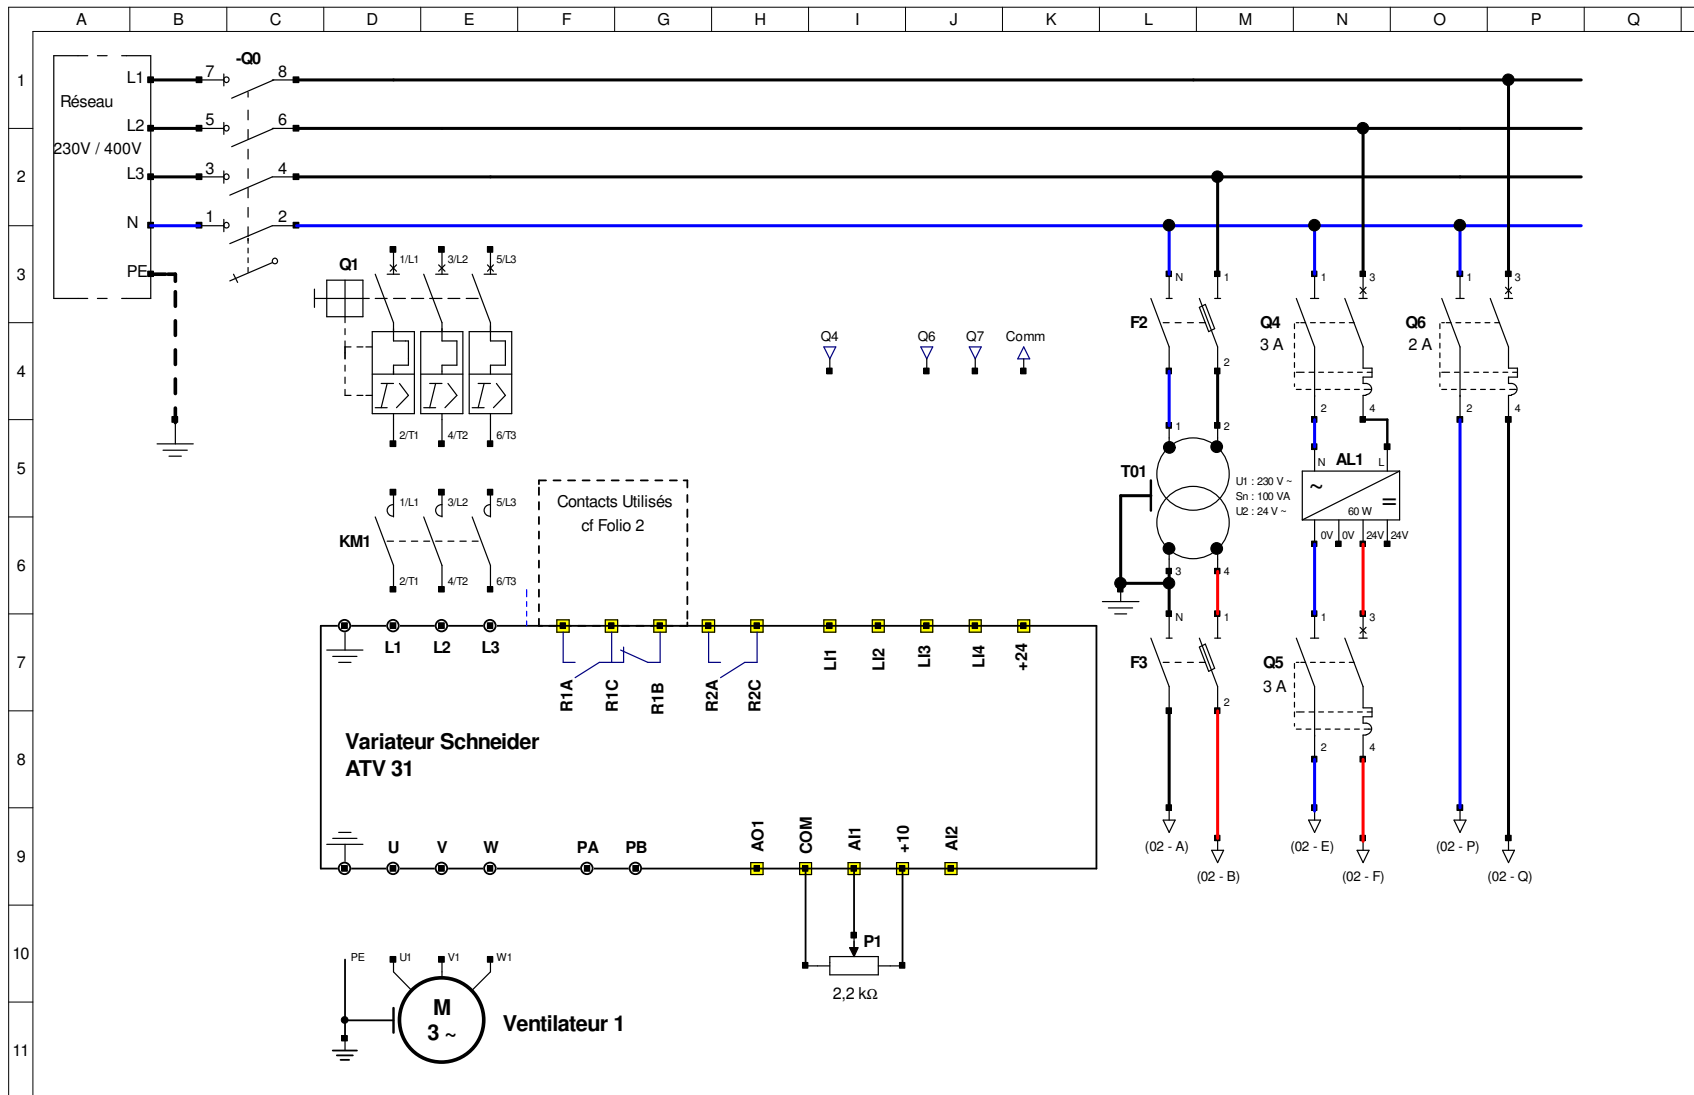 A B C D E F G H I J K L M N O P Q
1
2
3
4
5
6
7
8
9
10
11
Réseau
230V / 400V
L1
L2
L3
N
PE
-Q0
7 8
5 6
3 4
1 2
Q1
1/L1 3/L2 5/L3
2/T1 4/T2 6/T3
KM1
1/L1 3/L2 5/L3
2/T1 4/T2 6/T3
Contacts Utilisés
cf Folio 2
Q4 Q6 Q7 Comm
L1 L2 L3
R1A R1C R1B R2A R2C
LI1 LI2 LI3 LI4 +24
Variateur Schneider
ATV 31
U V W PA PB
AO1 COM AI1 +10 AI2
P1
2,2 kΩ
PE U1 V1 W1
M
3 ~
Ventilateur 1
F2
N 1
2
T01
1 2
U1 : 230 V ~
Sn : 100 VA
U2 : 24 V ~
3 4
F3
N 1
2
(02 - A)
(02 - B)
Q4
3 A
1 3
2 4
AL1
N L
~
=
60 W
0V 0V 24V 24V
Q5
3 A
1 3
2 4
(02 - E)
(02 - F)
Q6
2 A
1 3
2 4
(02 - P)
(02 - Q)